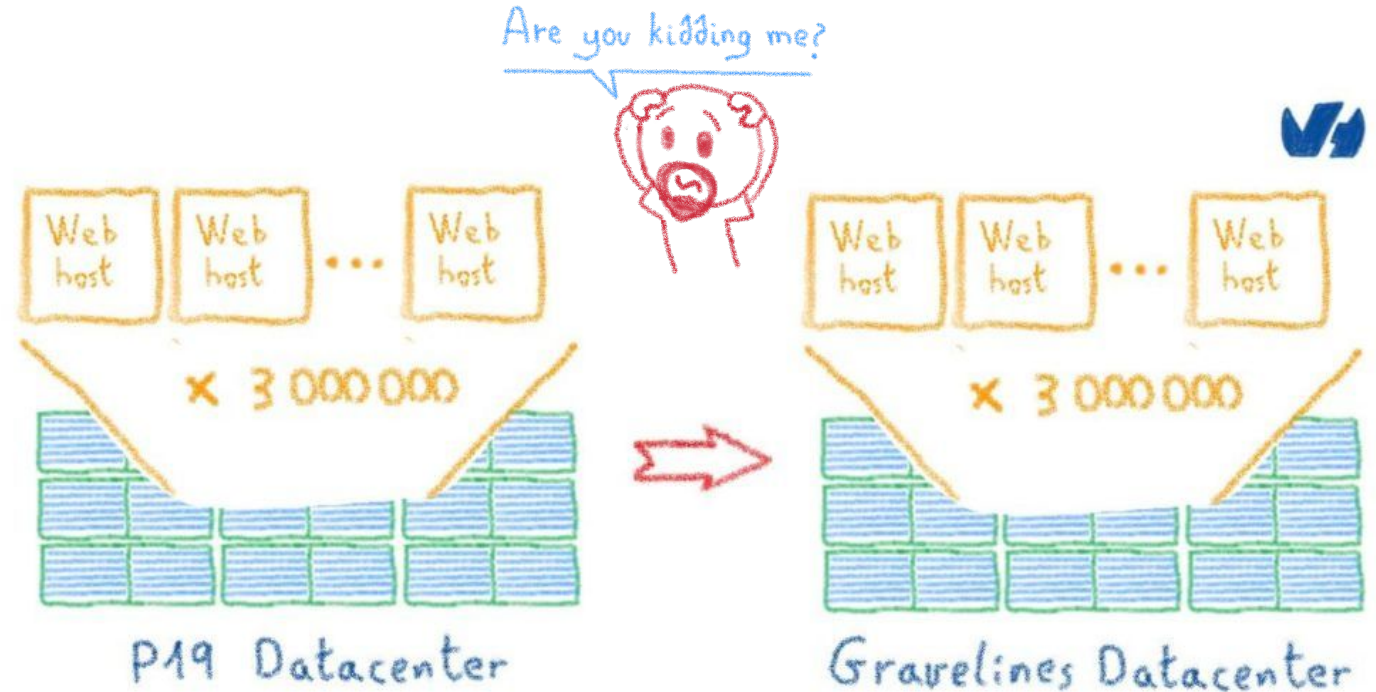 Are you kidding me?
Web host
Web host
...
Web host
x 3 000 000
P19 Datacenter
Web host
Web host
...
Web host
x 3 000 000
Gravelines Datacenter